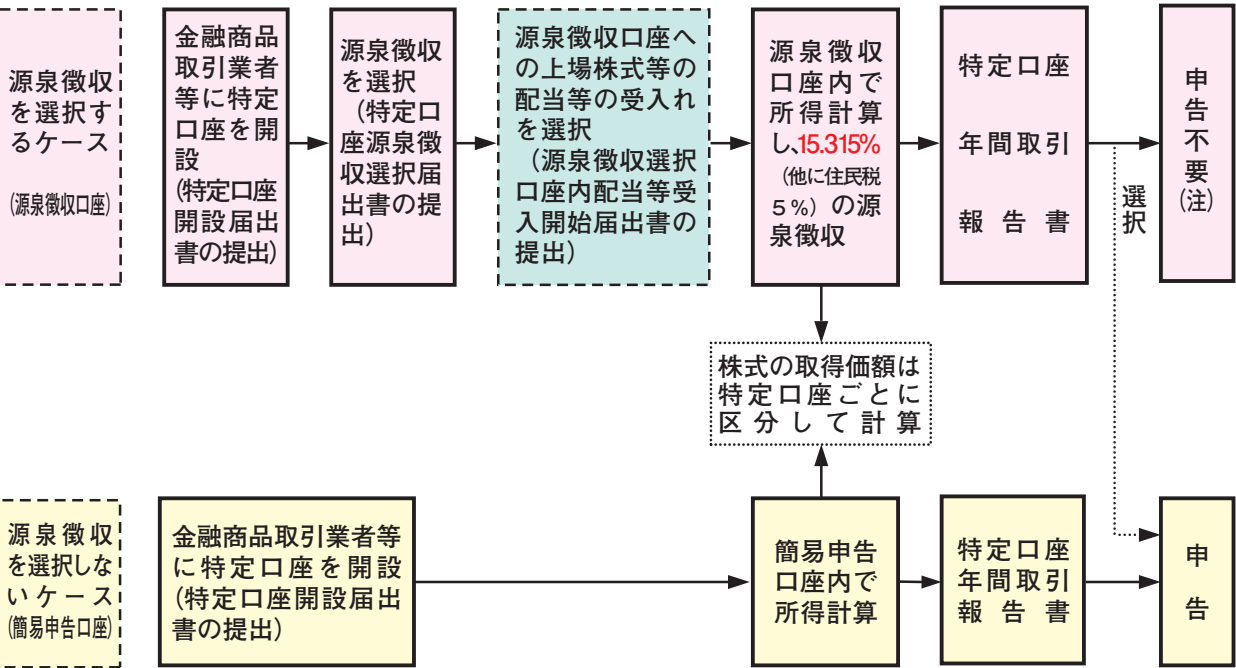 源泉徴収
を選択す
るケース
(源泉徴収口座)
金融商品
取引業者
等に特定
口座を開
設
(特定口座
開設届出
書の提出)
源泉徴収
を選択
(特定口
座源泉徴
収選択届
出書の提
出)
源泉徴収口座へ
の上場株式等の
配当等の受入れ
を選択
(源泉徴収選択
口座内配当等受
入開始届出書の
提出)
源泉徴収
口座内で
所得計算
し、15.315%
(他に住民税
5%)の源
泉徴収
特定口座
年間取引
報告書
選択
申告不要(注)
株式の取得価額は
特定口座ごとに
区分して計算
源泉徴収
を選択しな
いケース
(簡易申告口座)
金融商品取引業者等
に特定口座を開設
(特定口座開設届出
書の提出)
簡易申告
口座内で
所得計算
特定口座
年間取引
報告書
申告